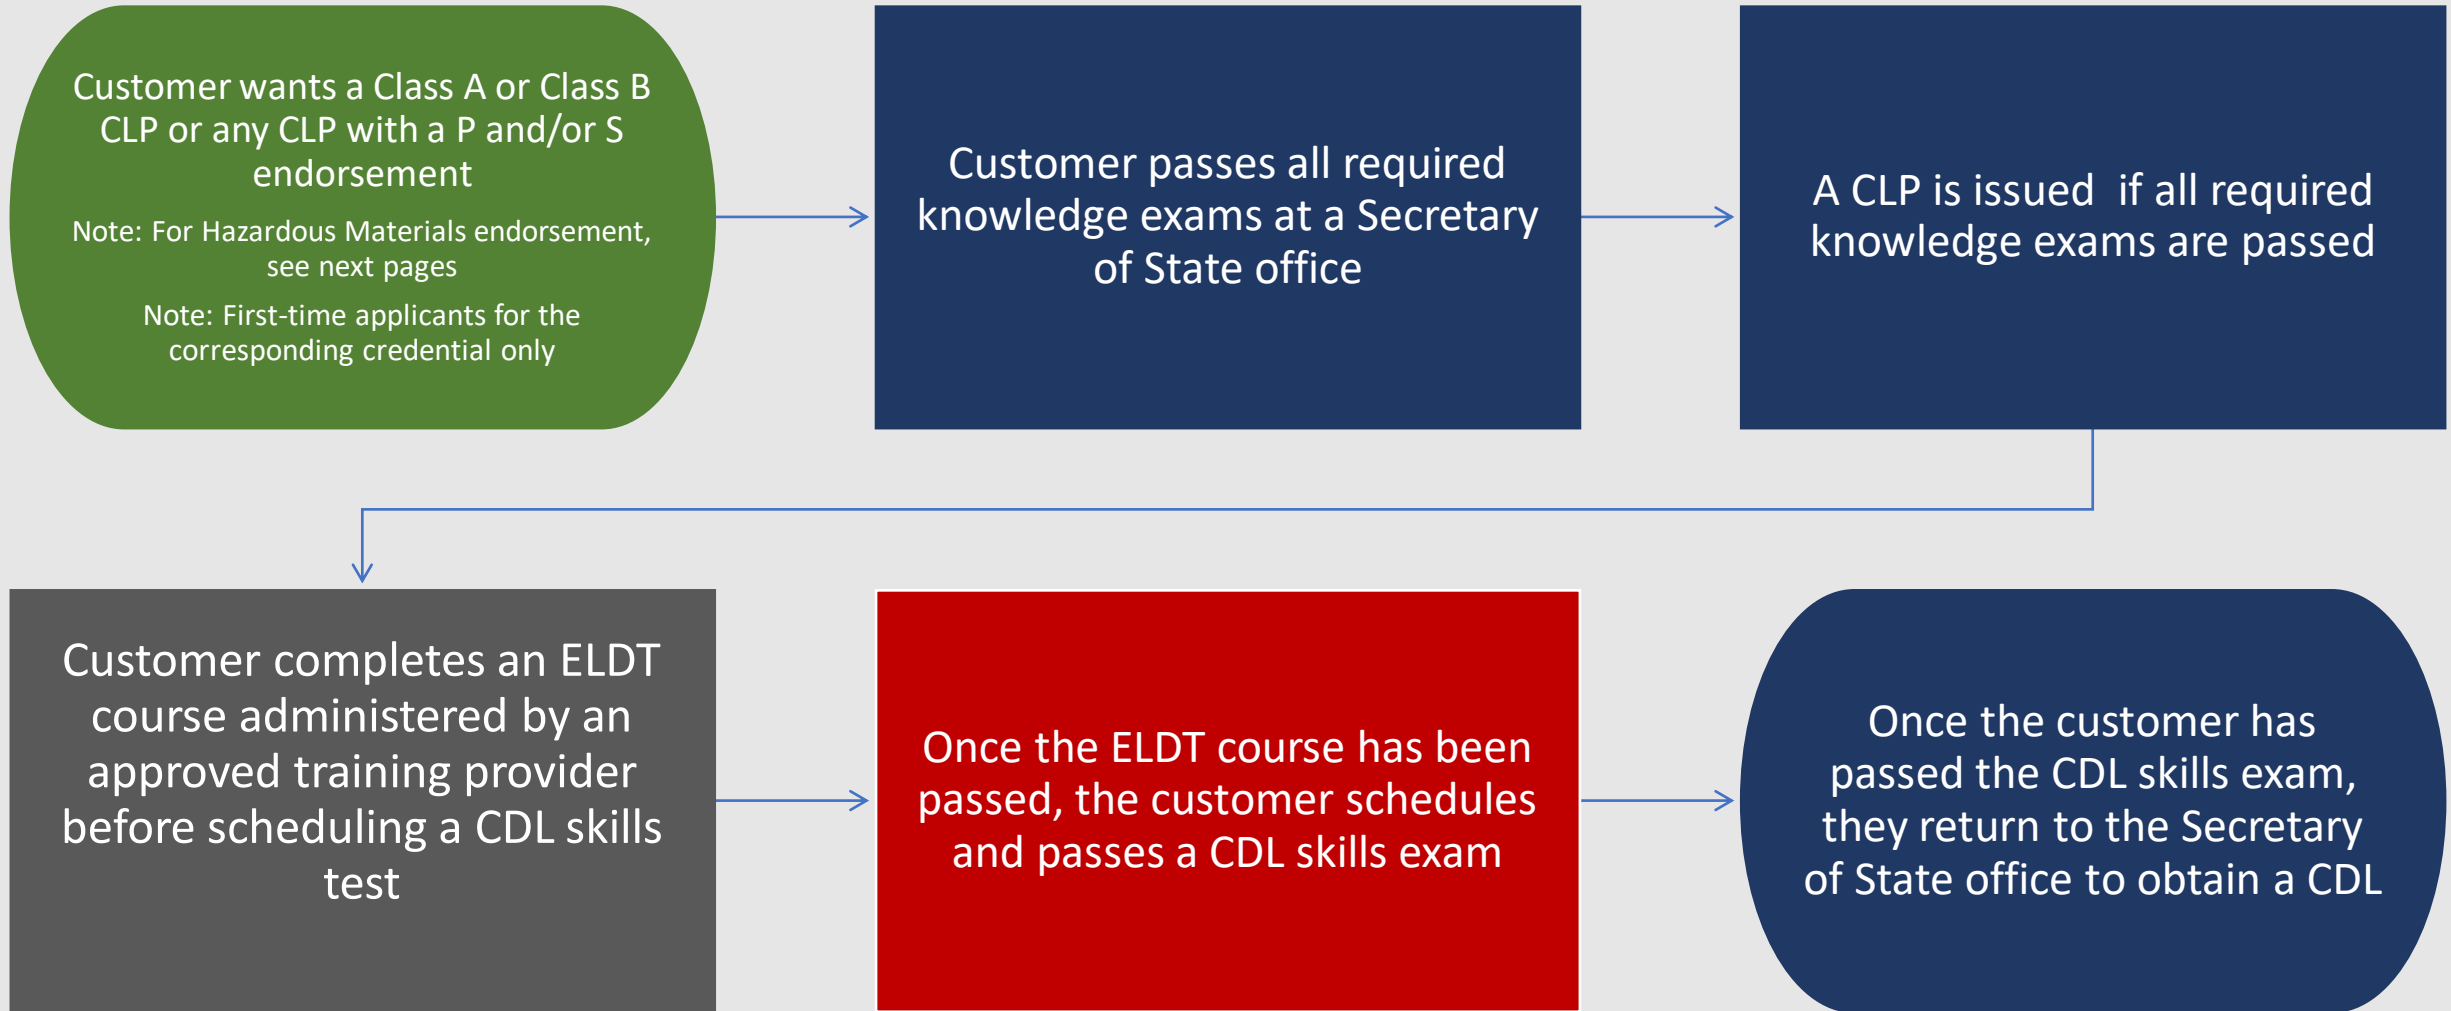 Customer wants a Class A or Class B
CLP or any CLP with a P and/or S
endorsement
Note: For Hazardous Materials endorsement,
see next pages
Note: First-time applicants for the
corresponding credential only
Customer passes all required
knowledge exams at a Secretary
of State office
A CLP is issued  if all required
knowledge exams are passed
Customer completes an ELDT
course administered by an
approved training provider
before scheduling a CDL skills
test
Once the ELDT course has been
passed, the customer schedules
and passes a CDL skills exam
Once the customer has
passed the CDL skills exam,
they return to the Secretary
of State office to obtain a CDL